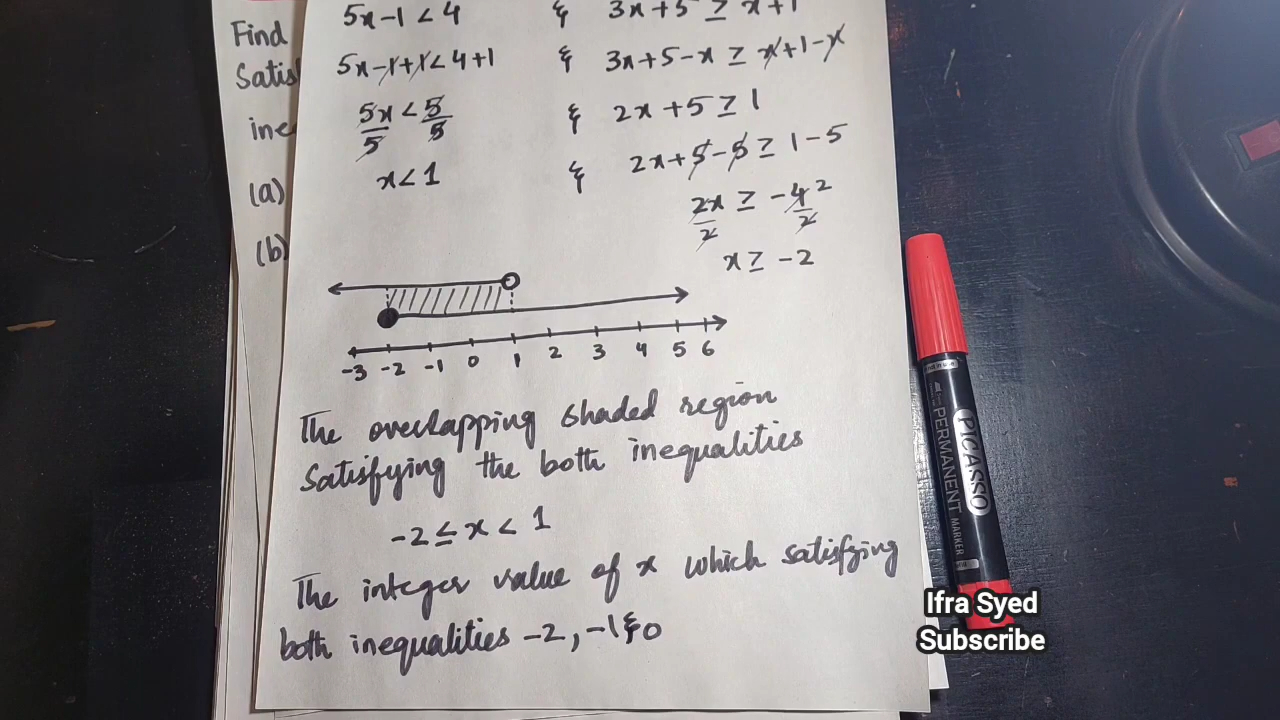 Find
Satis
ine
(a)
(b)
5x-1 < 4 & 3x+5 ≥ x+1
5x-1+1 < 4+1 & 3x+5-x ≥ x+1-x
5x/5 < 5/5 & 2x+5 ≥ 1
x < 1 & 2x+5-5 ≥ 1-5
2x/2 ≥ -4/2 2
x ≥ -2
-3 -2 -1 0 1 2 3 4 5 6
The overlapping shaded region
Satisfying the both inequalities
-2 ≤ x < 1
The integer value of x which satisfying
both inequalities -2, -1 & 0
PICASSO
PERMANENT MARKER
Ifra Syed
Subscribe